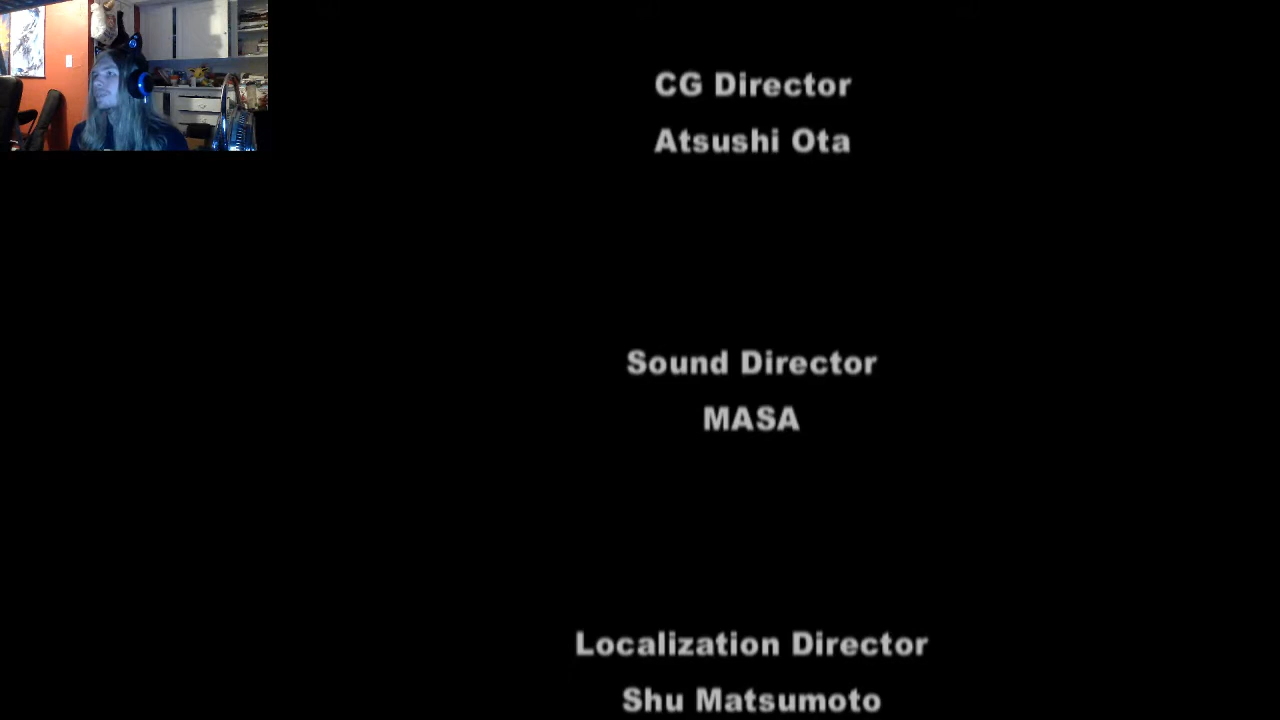 CG Director
Atsushi Ota
Sound Director
MASA
Localization Director
Shu Matsumoto